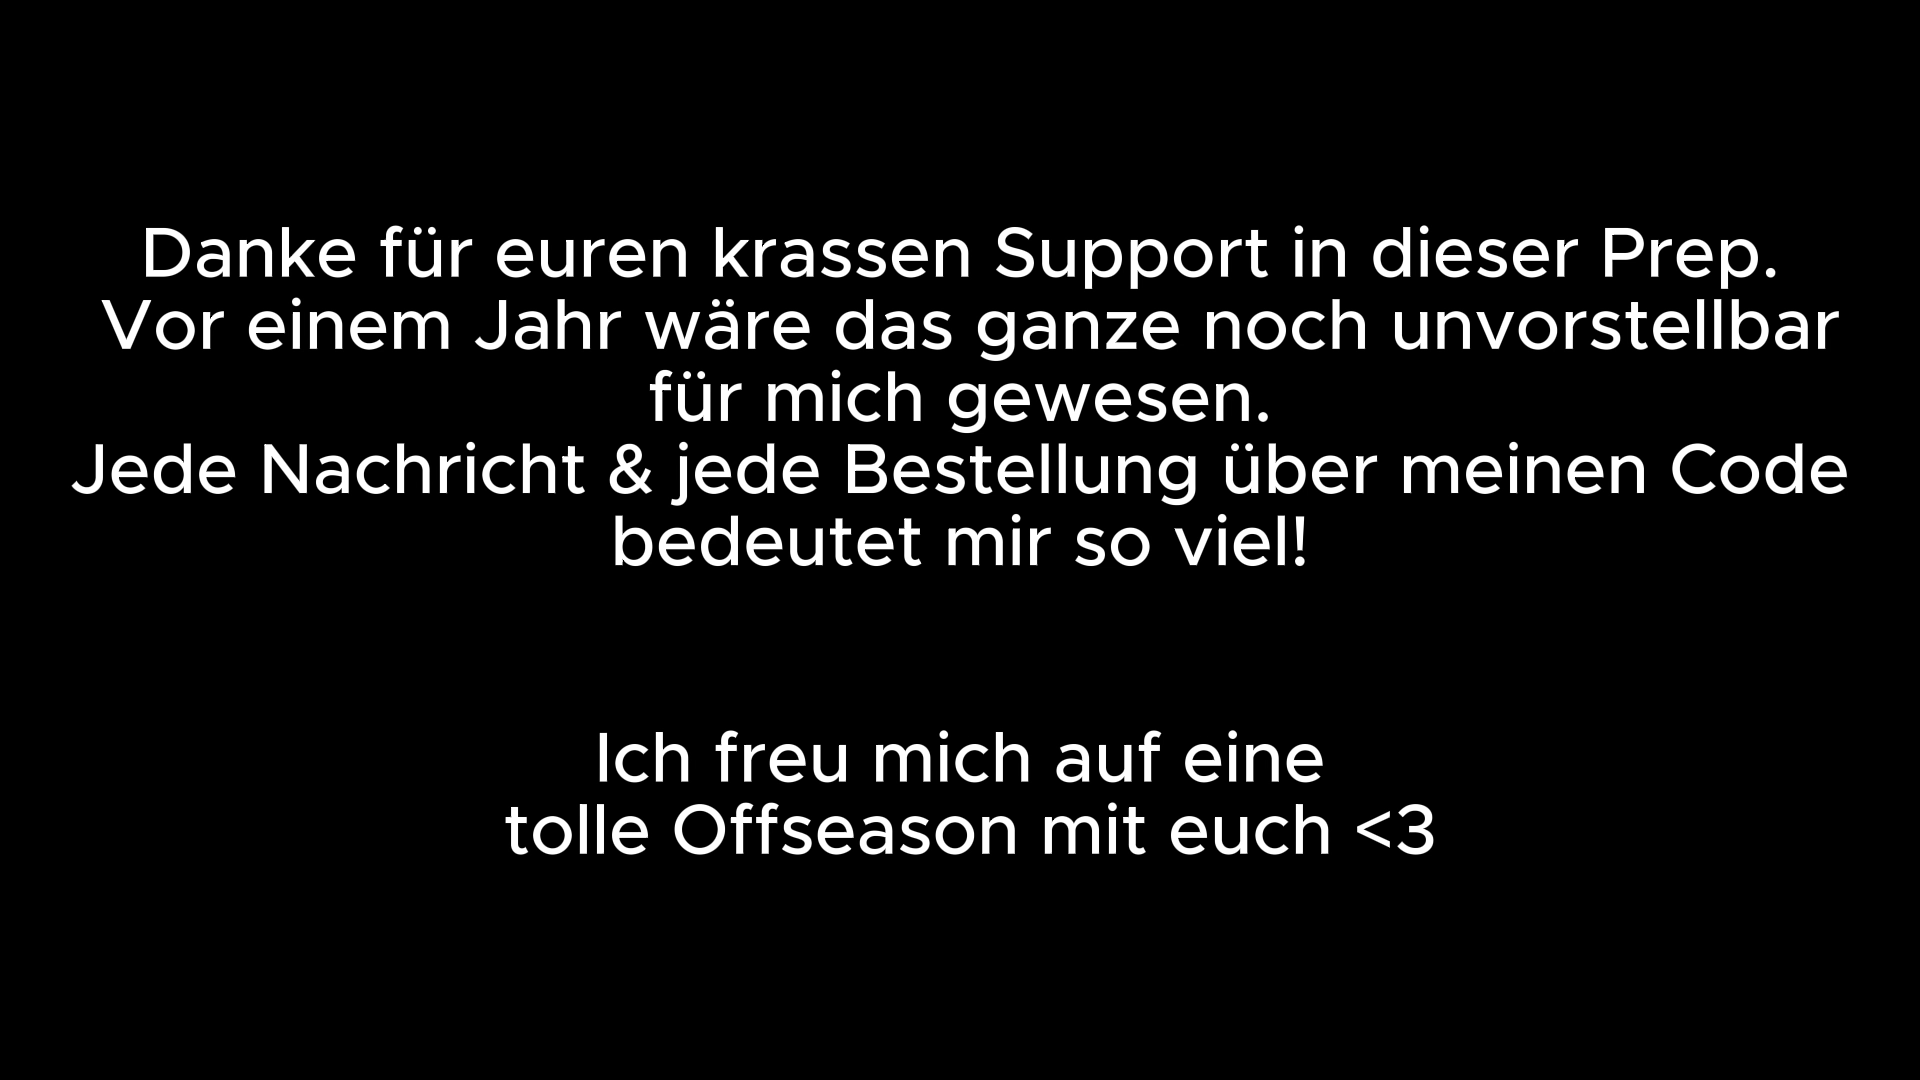 Danke für euren krassen Support in dieser Prep.
Vor einem Jahr wäre das ganze noch unvorstellbar
für mich gewesen.
Jede Nachricht & jede Bestellung über meinen Code
bedeutet mir so viel!
Ich freu mich auf eine
tolle Offseason mit euch <3